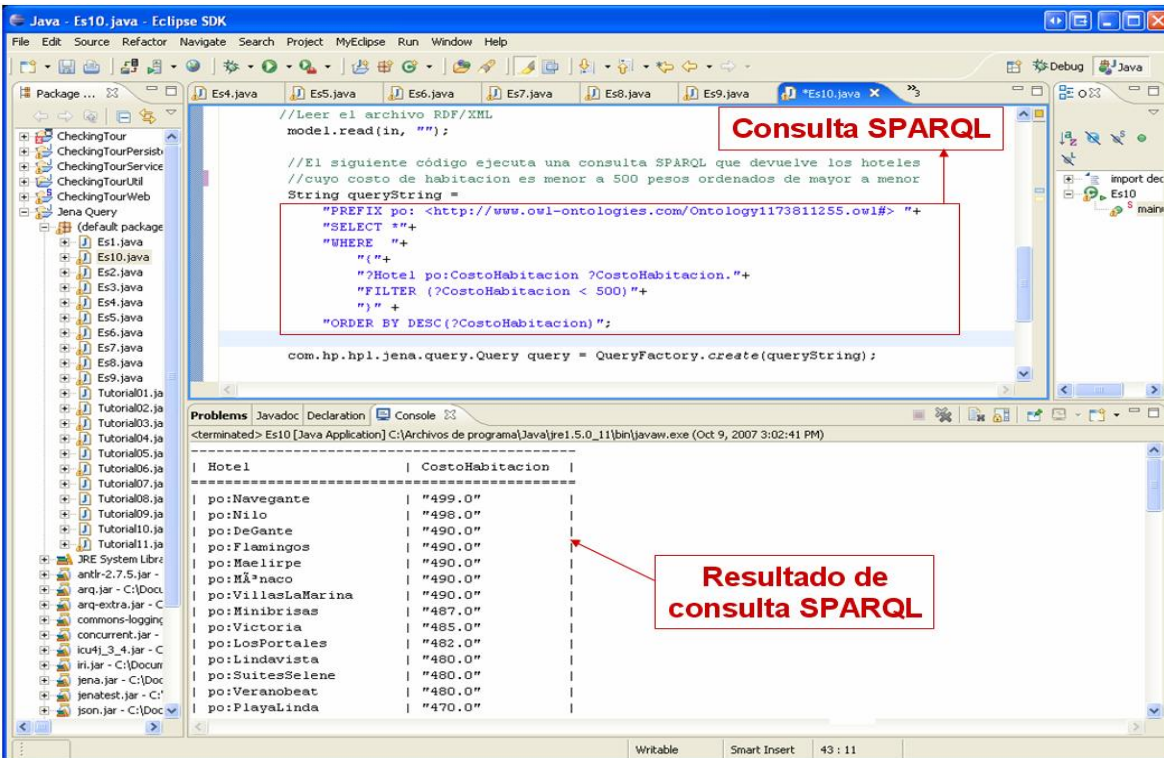 Java - Es10.java - Eclipse SDK
File Edit Source Refactor Navigate Search Project MyEclipse Run Window Help
Debug Java
Package ...
Es4.java Es5.java Es6.java Es7.java Es8.java Es9.java *Es10.java »3
CheckingTour
CheckingTourPersist
CheckingTourService
CheckingTourUtil
CheckingTourWeb
Jena Query
(default package
Es1.java
Es10.java
Es2.java
Es3.java
Es4.java
Es5.java
Es6.java
Es7.java
Es8.java
Es9.java
Tutorial01.ja
Tutorial02.ja
Tutorial03.ja
Tutorial04.ja
Tutorial05.ja
Tutorial06.ja
Tutorial07.ja
Tutorial08.ja
Tutorial09.ja
Tutorial10.ja
Tutorial11.ja
JRE System Libra
antlr-2.7.5.jar -
arq.jar - C:\Docu
arq-extra.jar - C
commons-logging
concurrent.jar -
icu4j_3_4.jar - C
iri.jar - C:\Docum
jena.jar - C:\Doc
jenatest.jar - C:'
json.jar - C:\Doc
//Leer el archivo RDF/XML
model.read(in, "");
Consulta SPARQL
//El siguiente código ejecuta una consulta SPARQL que devuelve los hoteles
//cuyo costo de habitacion es menor a 500 pesos ordenados de mayor a menor
String queryString =
"PREFIX po: <http://www.owl-ontologies.com/Ontology1173811255.owl#> "+
"SELECT *"+
"WHERE "+
"{"+
"?Hotel po:CostoHabitacion ?CostoHabitacion."+
"FILTER (?CostoHabitacion < 500)"+
"}" +
"ORDER BY DESC(?CostoHabitacion)";
com.hp.hpl.jena.query.Query query = QueryFactory.create(queryString);
import dec
Es10
main
Problems Javadoc Declaration Console
<terminated> Es10 [Java Application] C:\Archivos de programa\Java\jre1.5.0_11\bin\javaw.exe (Oct 9, 2007 3:02:41 PM)
| Hotel | CostoHabitacion |
| po:Navegante | "499.0" |
| po:Nilo | "498.0" |
| po:DeGante | "490.0" |
| po:Flamingos | "490.0" |
| po:Maelirpe | "490.0" |
| po:MÃ³naco | "490.0" |
| po:VillasLaMarina | "490.0" |
| po:Minibrisas | "487.0" |
| po:Victoria | "485.0" |
| po:LosPortales | "482.0" |
| po:Lindavista | "480.0" |
| po:SuitesSelene | "480.0" |
| po:Veranobeat | "480.0" |
| po:PlayaLinda | "470.0" |
Resultado de
consulta SPARQL
Writable Smart Insert 43 : 11